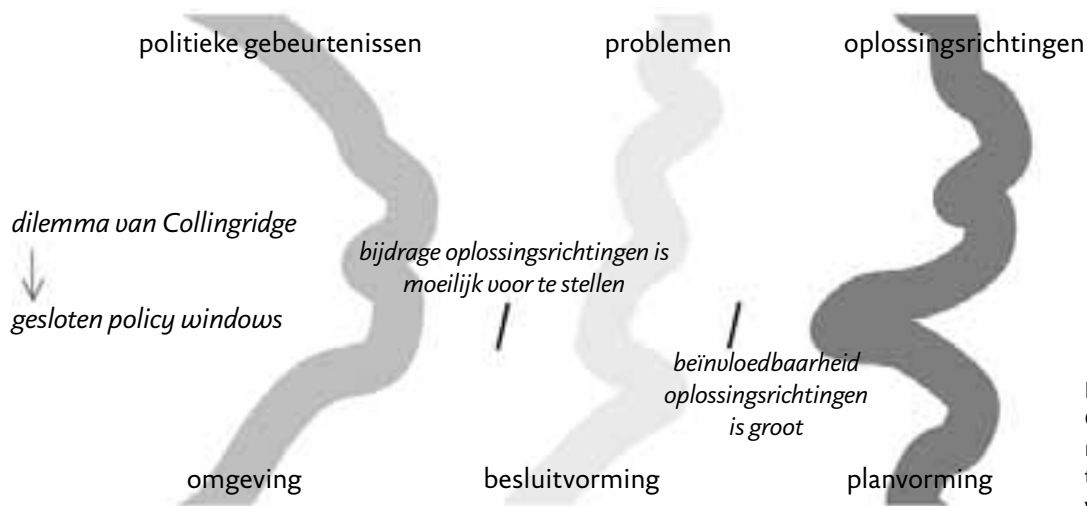 politieke gebeurtenissen
problemen
oplossingsrichtingen
dilemma van Collingridge
gesloten policy windows
bijdrage oplossingsrichtingen is
moeilijk voor te stellen
beïnvloedbaarheid
oplossingsrichtingen
is groot
omgeving
besluitvorming
planvorming